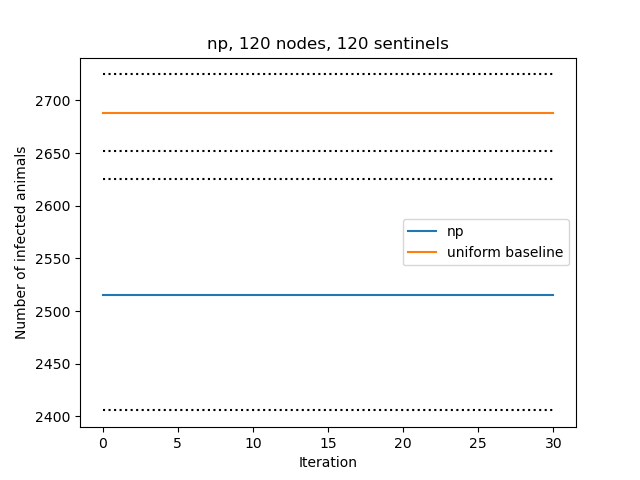 np, 120 nodes, 120 sentinels
Number of infected animals
2700
2650
2600
2550
2500
2450
2400
np
uniform baseline
0 5 10 15 20 25 30
Iteration